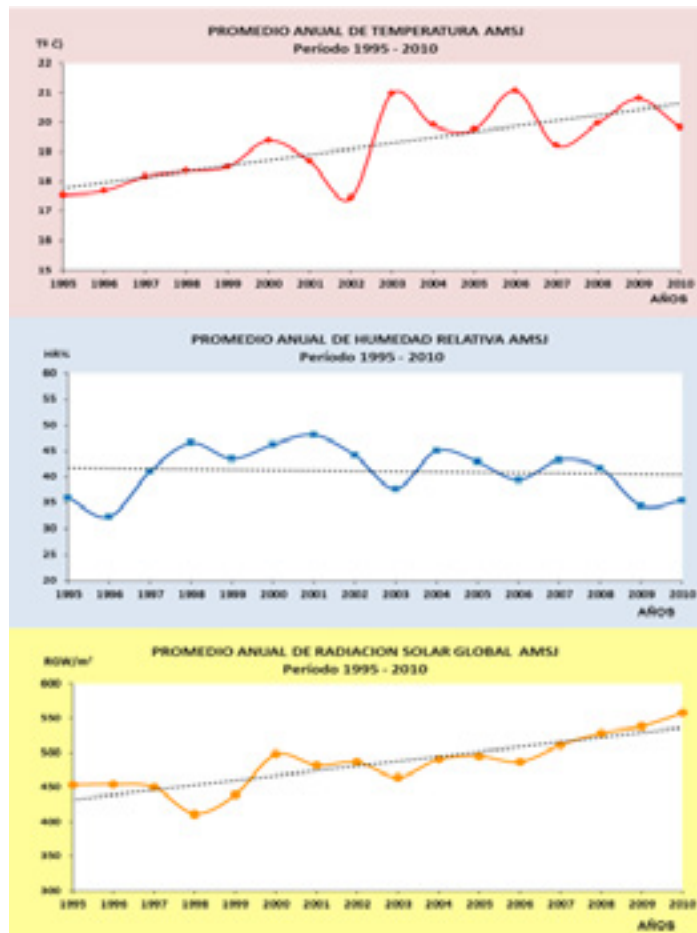 PROMEDIO ANUAL DE TEMPERATURA AMSJ
Período 1995 - 2010
22
21
20
19
18
17
16
15
1995 1996 1997 1998 1999 2000 2001 2002 2003 2004 2005 2006 2007 2008 2009 2010
AÑOS
PROMEDIO ANUAL DE HUMEDAD RELATIVA AMSJ
HR%
Período 1995 - 2010
60
55
50
45
40
35
30
25
20
1995 1996 1997 1998 1999 2000 2001 2002 2003 2004 2005 2006 2007 2008 2009 2010
AÑOS
PROMEDIO ANUAL DE RADIACION SOLAR GLOBAL AMSJ
RGW/m²
Período 1995 - 2010
600
550
500
450
400
350
300
1995 1996 1997 1998 1999 2000 2001 2002 2003 2004 2005 2006 2007 2008 2009 2010
AÑOS